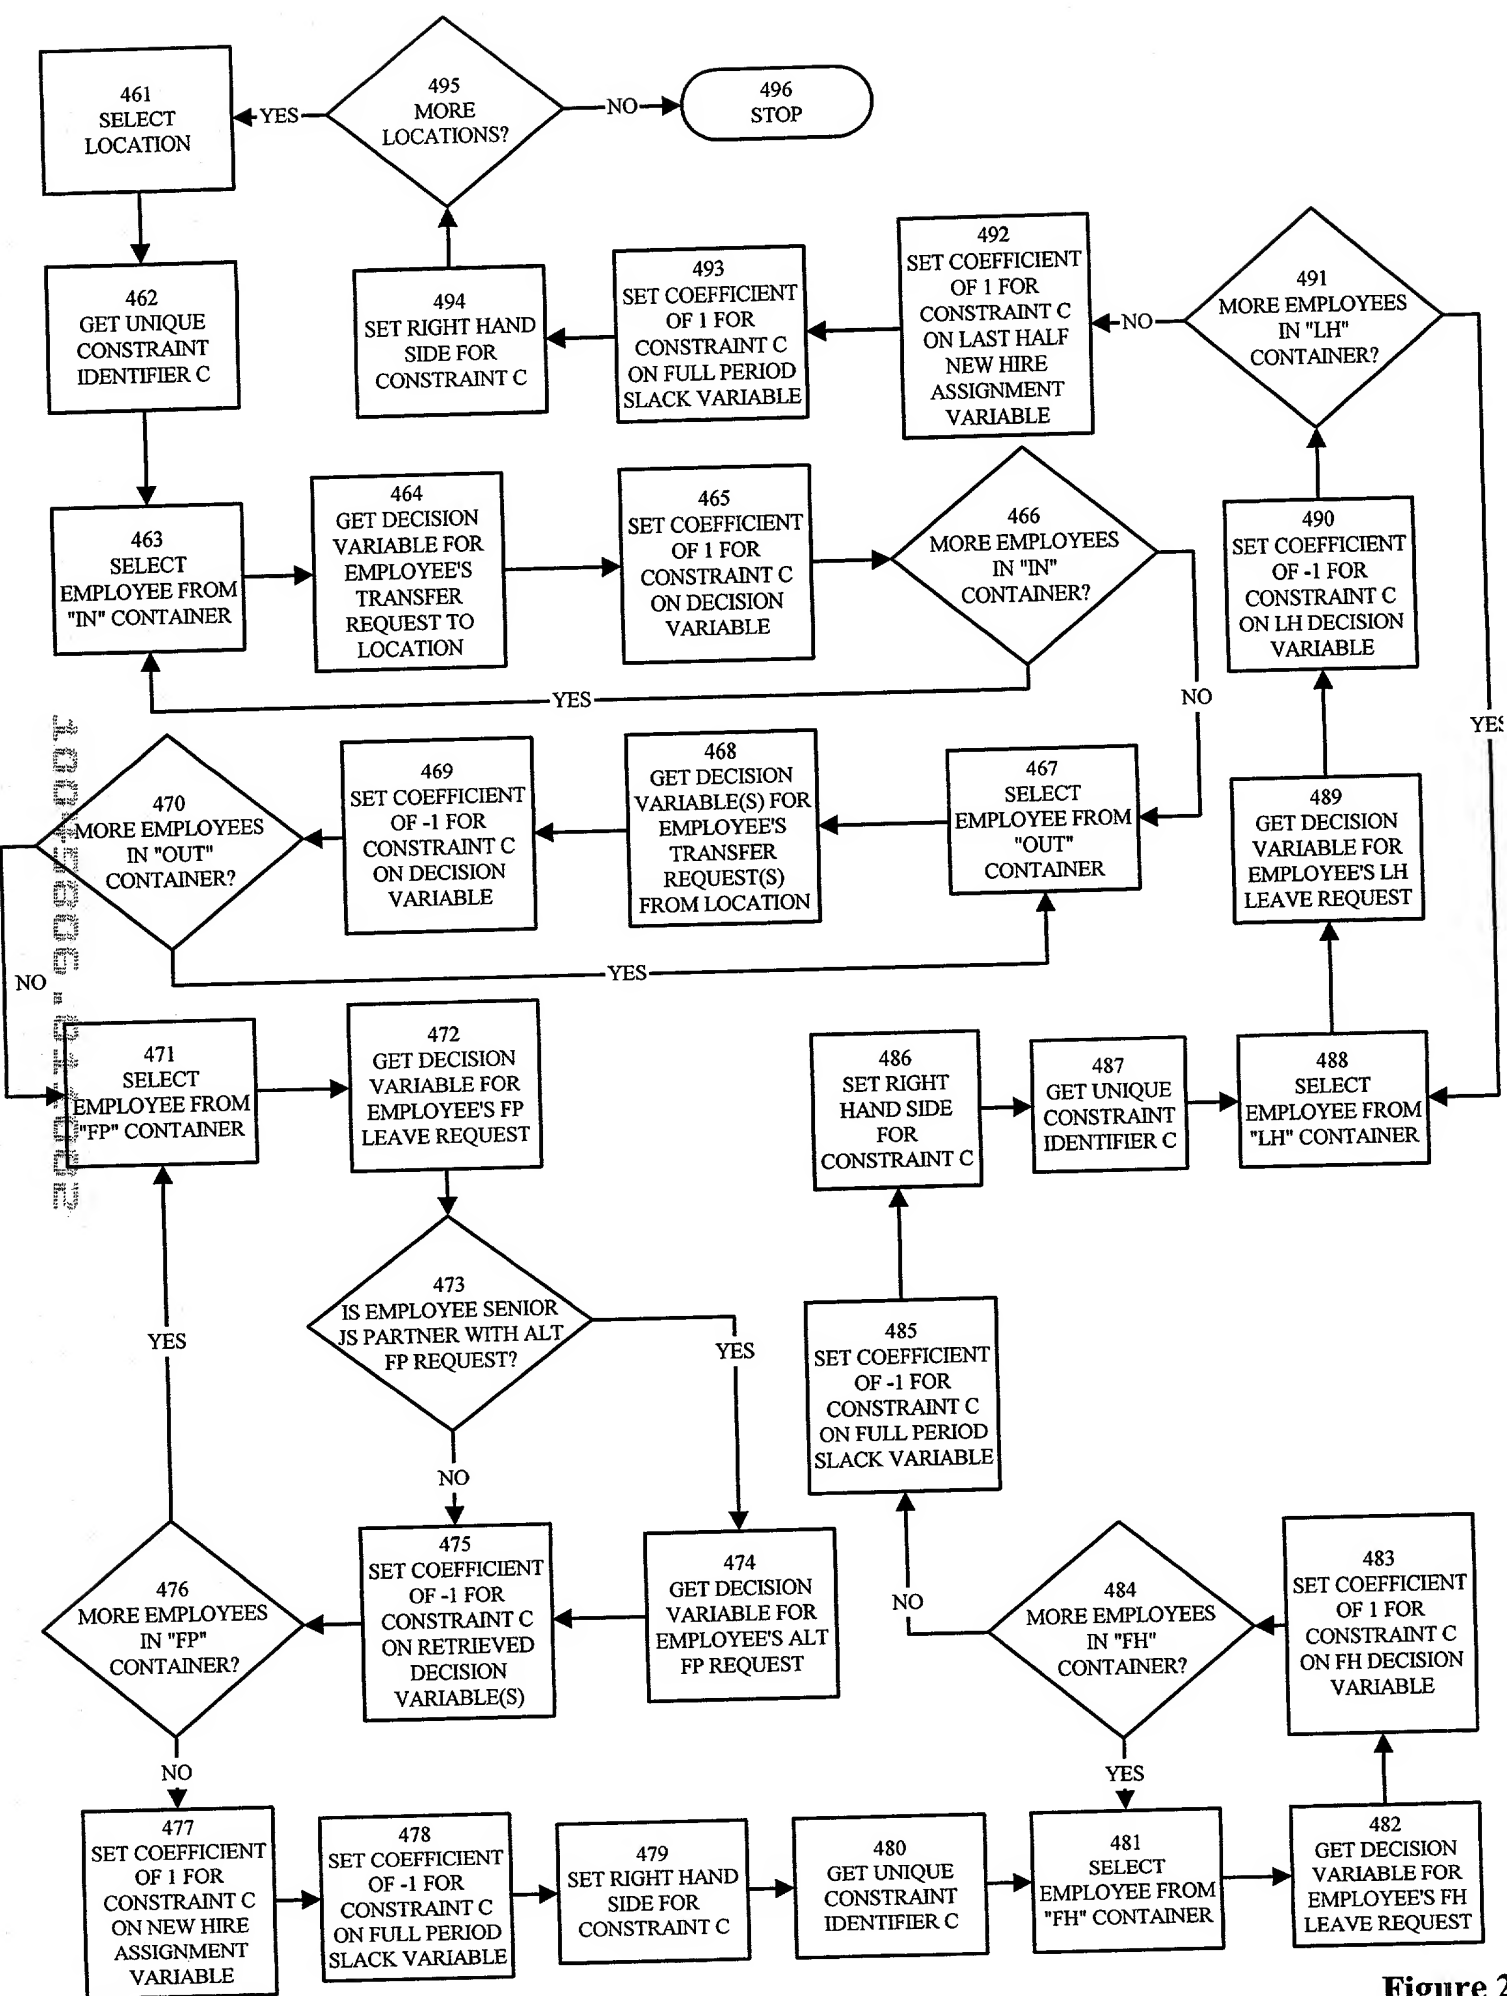 461
SELECT
LOCATION
YES
495
MORE
LOCATIONS?
NO
496
STOP
462
GET UNIQUE
CONSTRAINT
IDENTIFIER C
494
SET RIGHT HAND
SIDE FOR
CONSTRAINT C
493
SET COEFFICIENT
OF 1 FOR
CONSTRAINT C
ON FULL PERIOD
SLACK VARIABLE
492
SET COEFFICIENT
OF 1 FOR
CONSTRAINT C
ON LAST HALF
NEW HIRE
ASSIGNMENT
VARIABLE
NO
491
MORE EMPLOYEES
IN "LH"
CONTAINER?
463
SELECT
EMPLOYEE FROM
"IN" CONTAINER
464
GET DECISION
VARIABLE FOR
EMPLOYEE'S
TRANSFER
REQUEST TO
LOCATION
465
SET COEFFICIENT
OF 1 FOR
CONSTRAINT C
ON DECISION
VARIABLE
466
MORE EMPLOYEES
IN "IN"
CONTAINER?
490
SET COEFFICIENT
OF -1 FOR
CONSTRAINT C
ON LH DECISION
VARIABLE
YES
NO
YES
470
MORE EMPLOYEES
IN "OUT"
CONTAINER?
469
SET COEFFICIENT
OF -1 FOR
CONSTRAINT C
ON DECISION
VARIABLE
468
GET DECISION
VARIABLE(S) FOR
EMPLOYEE'S
TRANSFER
REQUEST(S)
FROM LOCATION
467
SELECT
EMPLOYEE FROM
"OUT"
CONTAINER
489
GET DECISION
VARIABLE FOR
EMPLOYEE'S LH
LEAVE REQUEST
NO
YES
471
SELECT
EMPLOYEE FROM
"FP" CONTAINER
472
GET DECISION
VARIABLE FOR
EMPLOYEE'S FP
LEAVE REQUEST
486
SET RIGHT
HAND SIDE
FOR
CONSTRAINT C
487
GET UNIQUE
CONSTRAINT
IDENTIFIER C
488
SELECT
EMPLOYEE FROM
"LH" CONTAINER
YES
473
IS EMPLOYEE SENIOR
JS PARTNER WITH ALT
FP REQUEST?
YES
NO
485
SET COEFFICIENT
OF -1 FOR
CONSTRAINT C
ON FULL PERIOD
SLACK VARIABLE
476
MORE EMPLOYEES
IN "FP"
CONTAINER?
475
SET COEFFICIENT
OF -1 FOR
CONSTRAINT C
ON RETRIEVED
DECISION
VARIABLE(S)
474
GET DECISION
VARIABLE FOR
EMPLOYEE'S ALT
FP REQUEST
NO
484
MORE EMPLOYEES
IN "FH"
CONTAINER?
483
SET COEFFICIENT
OF 1 FOR
CONSTRAINT C
ON FH DECISION
VARIABLE
NO
YES
477
SET COEFFICIENT
OF 1 FOR
CONSTRAINT C
ON NEW HIRE
ASSIGNMENT
VARIABLE
478
SET COEFFICIENT
OF -1 FOR
CONSTRAINT C
ON FULL PERIOD
SLACK VARIABLE
479
SET RIGHT HAND
SIDE FOR
CONSTRAINT C
480
GET UNIQUE
CONSTRAINT
IDENTIFIER C
481
SELECT
EMPLOYEE FROM
"FH" CONTAINER
482
GET DECISION
VARIABLE FOR
EMPLOYEE'S FH
LEAVE REQUEST
Figure 2